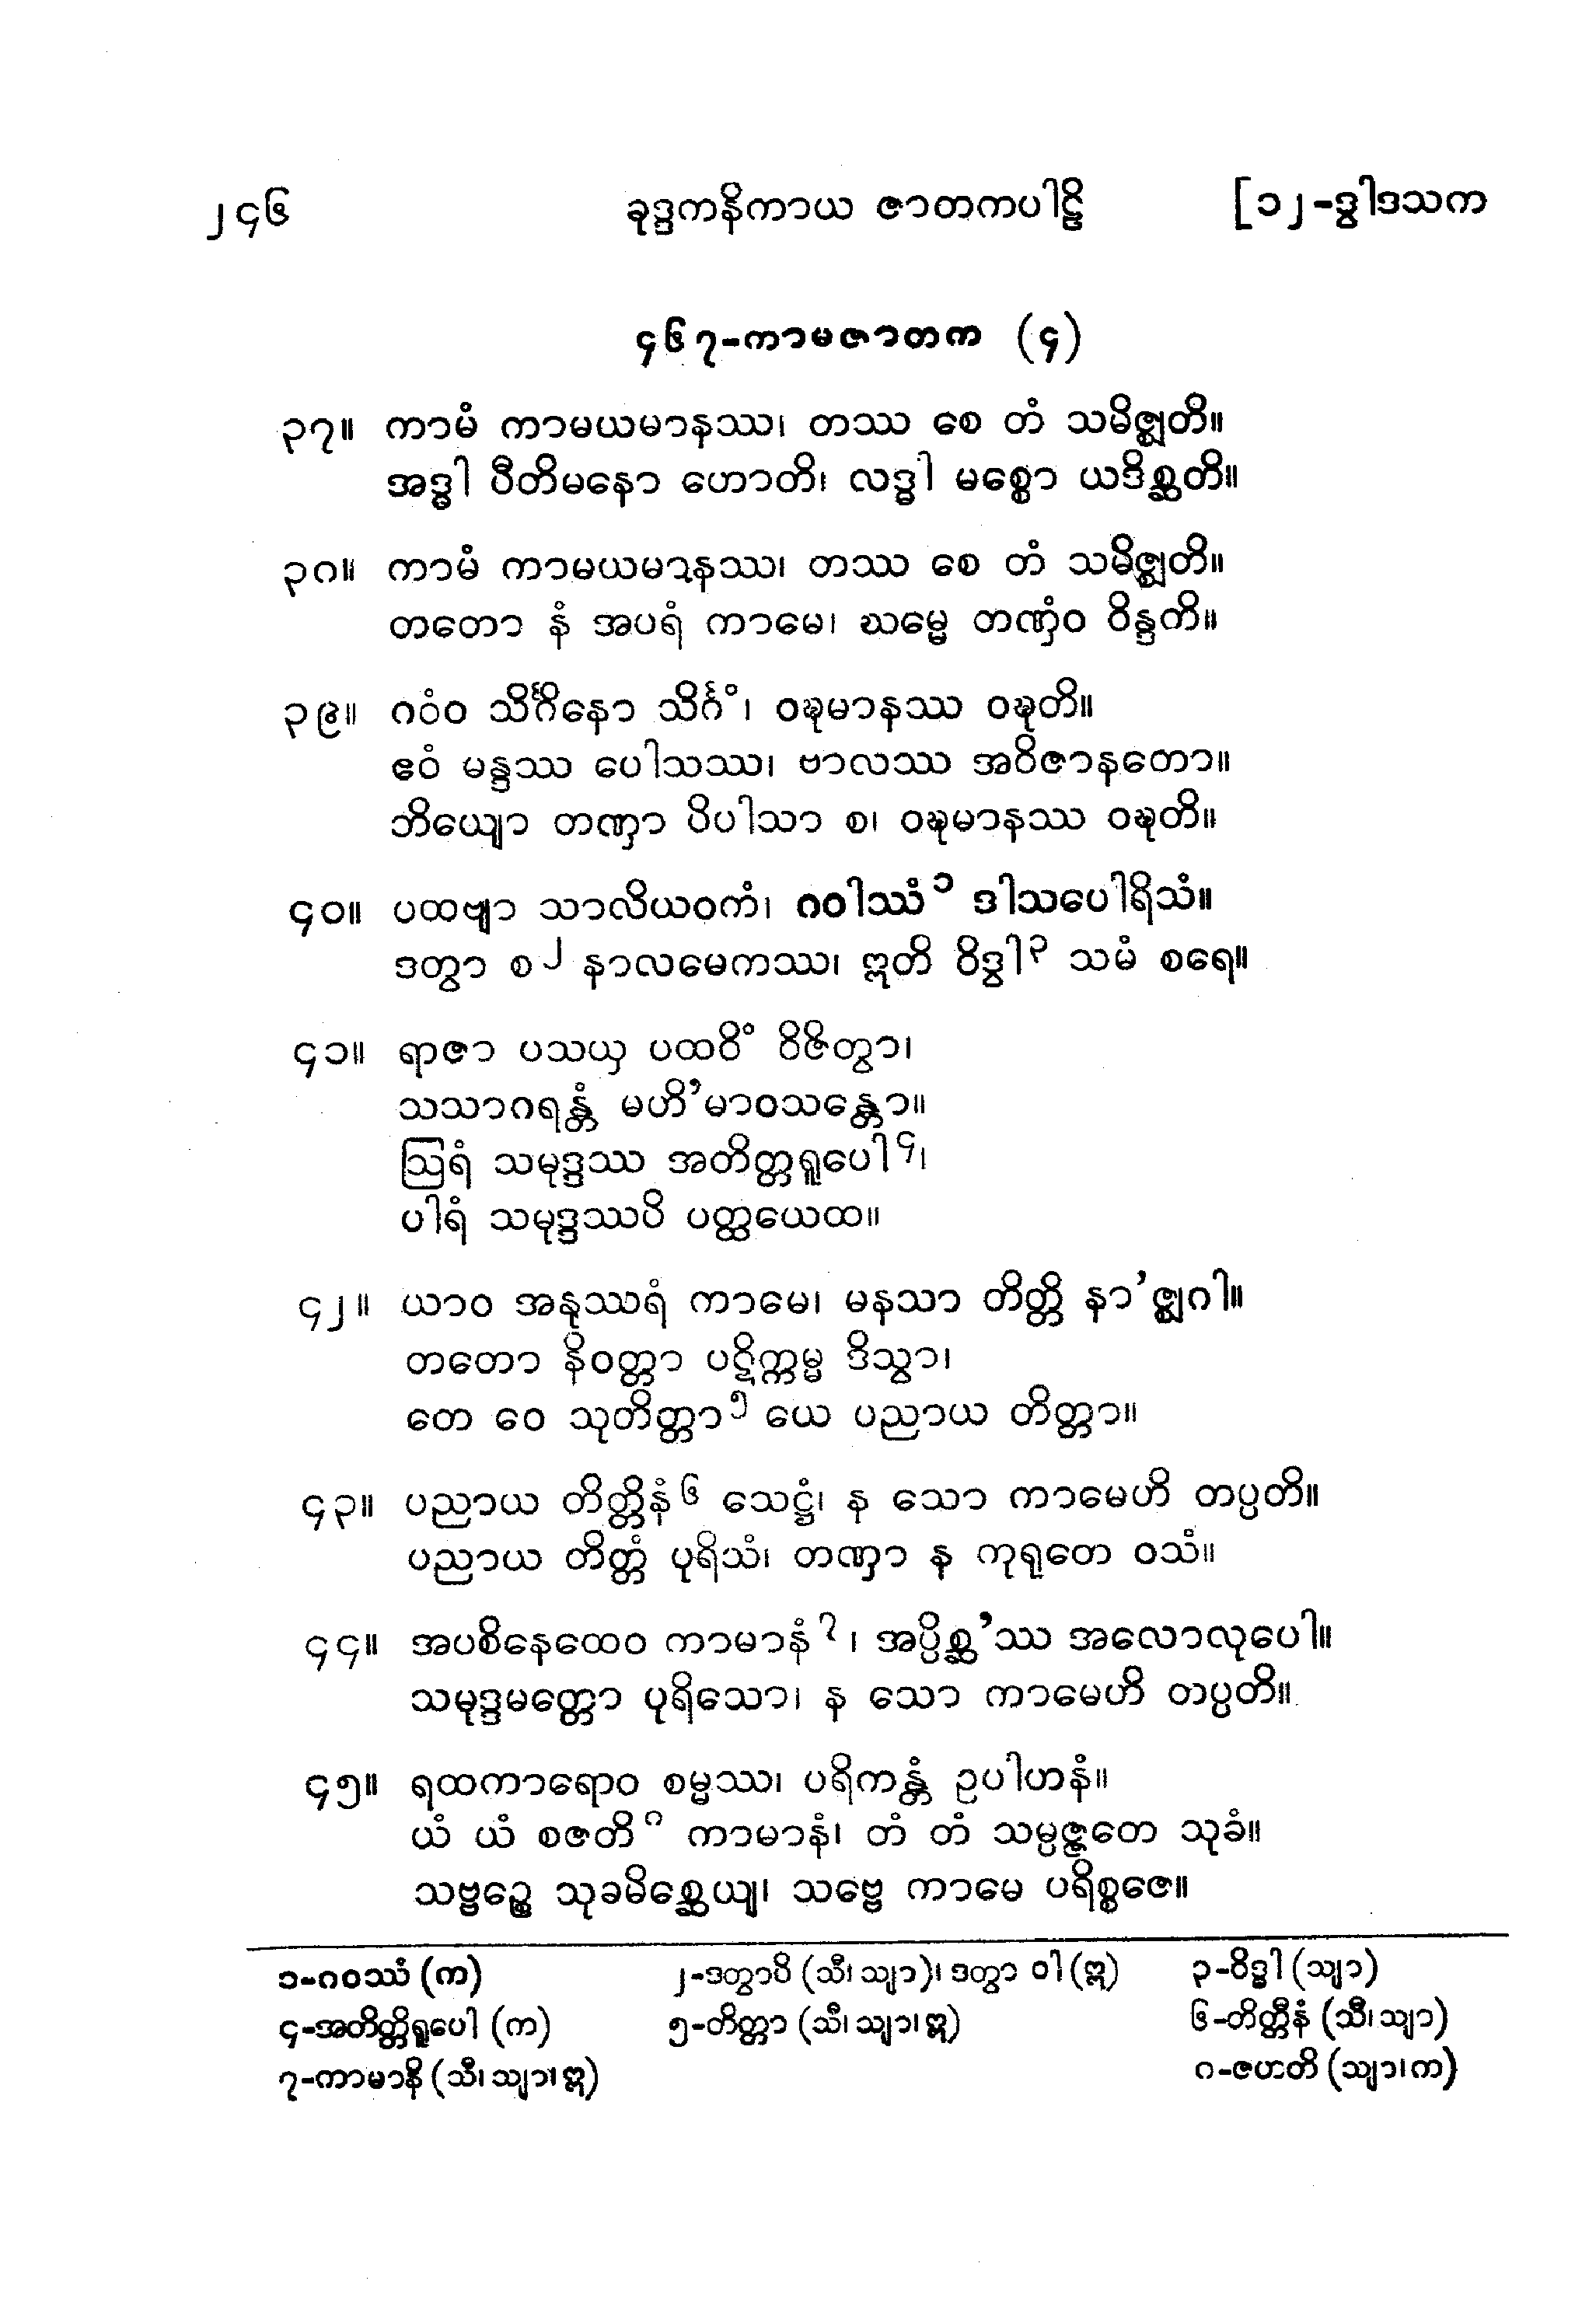 ၂၄၆ ခုဒ္ဒကနိကာယ ဇာတကပါဠိ [၁၂-ဒွါဒသက
၄၆၇-ကာမဇာတက (၄)
၃၇။ ကာမံ ကာမယမာနဿ၊ တဿ စေ တံ သမိဇ္ဈတိ။
အဒ္ဓါ ပီတိမနော ဟောတိ၊ လဒ္ဓါ မစ္စော ယဒိစ္ဆတိ။
၃၈။ ကာမံ ကာမယမာနဿ၊ တဿ စေ တံ သမိဇ္ဈတိ။
တတော နံ အပရံ ကာမေ၊ ဃမ္မေ တဏှံဝ ဝိန္ဒတိ။
၃၉။ ဂဝံဝ သိင်္ဂိနော သိင်္ဂံ၊ ဝဍ္ဎမာနဿ ဝဍ္ဎတိ။
ဧဝံ မန္ဒဿ ပေါသဿ၊ ဗာလဿ အဝိဇာနတော။
ဘိယျော တဏှာ ပိပါသာ စ၊ ဝဍ္ဎမာနဿ ဝဍ္ဎတိ။
၄၀။ ပထဗျာ သာလိယဝကံ၊ ဂဝါဿံ ၁ ဒါသပေါရိသံ။
ဒတွာ စ ၂ နာလမေကဿ၊ ဣတိ ဝိဒွါ ၃ သမံ စရေ။
၄၁။ ရာဇာ ပသယှ ပထဝိံ ဝိဇိတွာ၊
သသာဂရန္တံ မဟိ’မာဝသန္တော။
ဩရံ သမုဒ္ဒဿ အတိတ္တရူပေါ ၄၊
ပါရံ သမုဒ္ဒဿပိ ပတ္ထယေထ။
၄၂။ ယာဝ အနုဿရံ ကာမေ၊ မနသာ တိတ္တိ နာ’ဇ္ဈဂါ။
တတော နိဝတ္တာ ပဋိက္ကမ္မ ဒိသွာ၊
တေ ဝေ သုတိတ္တာ ၅ ယေ ပညာယ တိတ္တာ။
၄၃။ ပညာယ တိတ္တိနံ ၆ သေဋ္ဌံ၊ န သော ကာမေဟိ တပ္ပတိ။
ပညာယ တိတ္တံ ပုရိသံ၊ တဏှာ န ကုရုတေ ဝသံ။
၄၄။ အပစိနေထေဝ ကာမာနံ ၇၊ အပ္ပိစ္ဆ’ဿ အလောလုပေါ။
သမုဒ္ဒမတ္တော ပုရိသော၊ န သော ကာမေဟိ တပ္ပတိ။
၄၅။ ရထကာရောဝ စမ္မဿ၊ ပရိကန္တံ ဥပါဟနံ။
ယံ ယံ စဇတိ ၈ ကာမာနံ၊ တံ တံ သမ္ပဇ္ဇတေ သုခံ။
သဗ္ဗဉ္စေ သုခမိစ္ဆေယျ၊ သဗ္ဗေ ကာမေ ပရိစ္စဇေ။
၁-ဂဝဿံ (က) ၂-ဒတွာပိ (သီ၊ သျာ)၊ ဒတွာ ဝါ (ဣ) ၃-ဝိဒ္ဓါ (သျာ)
၄-အတိတ္တိရူပေါ (က) ၅-တိတ္တာ (သီ၊ သျာ၊ ဣ) ၆-တိတ္တီနံ (သီ၊ သျာ)
၇-ကာမာနိ (သီ၊ သျာ၊ ဣ) ၈-ဇဟတိ (သျာ၊ က)